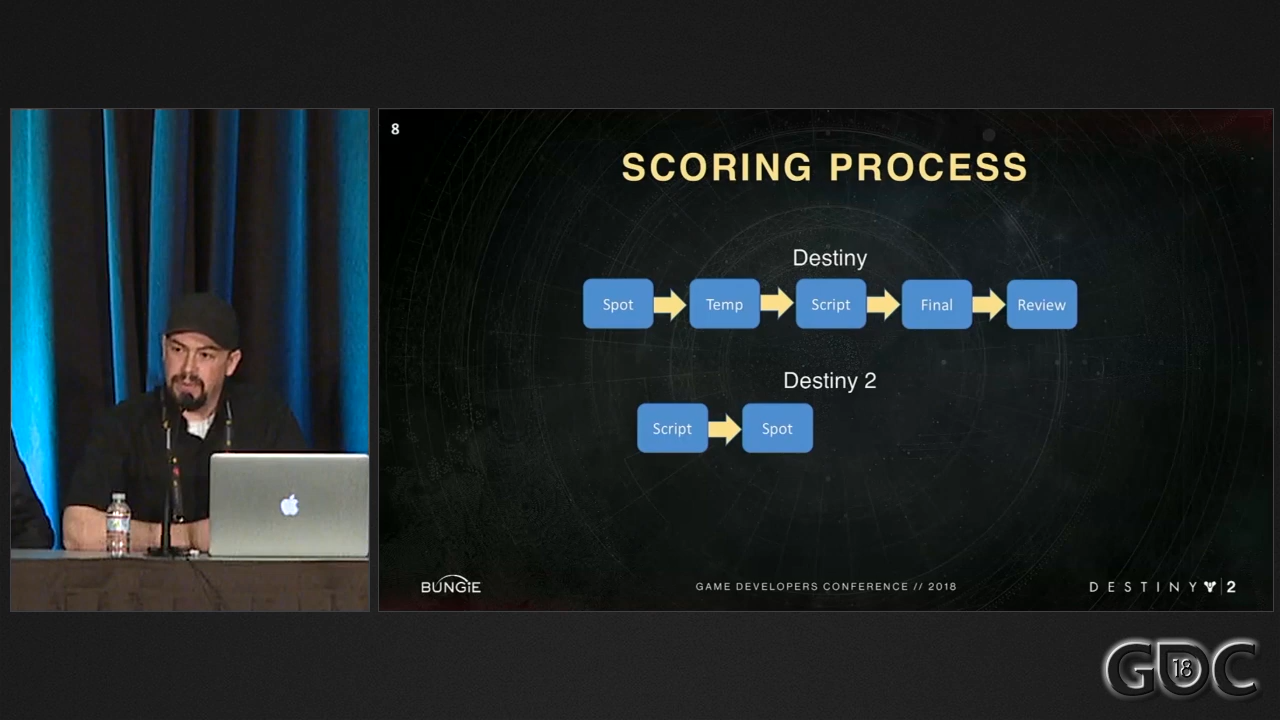 8
SCORING PROCESS
Destiny
Spot Temp Script Final Review
Destiny 2
Script Spot
BUNGiE
GAME DEVELOPERS CONFERENCE // 2018
DESTINY 2
GDC
18